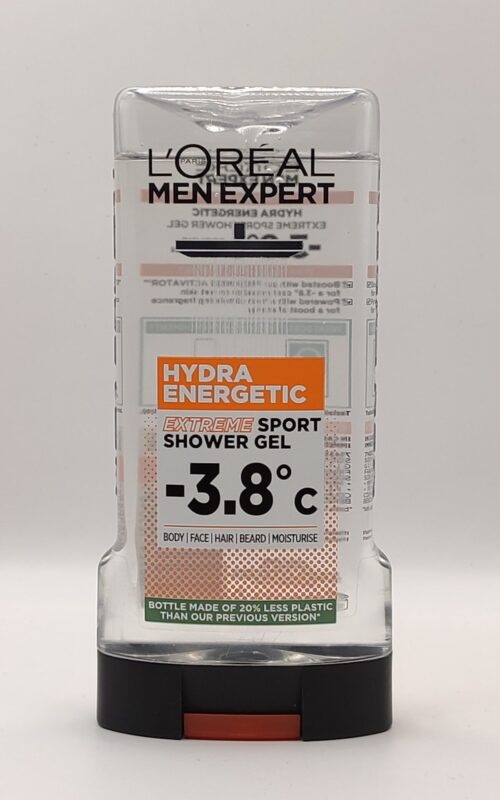 L'ORÉAL
PARIS
MEN EXPERT
HYDRA
ENERGETIC
EXTREME SPORT
SHOWER GEL
-3.8°C
BODY | FACE | HAIR | BEARD | MOISTURISE
BOTTLE MADE OF 20% LESS PLASTIC
THAN OUR PREVIOUS VERSION*